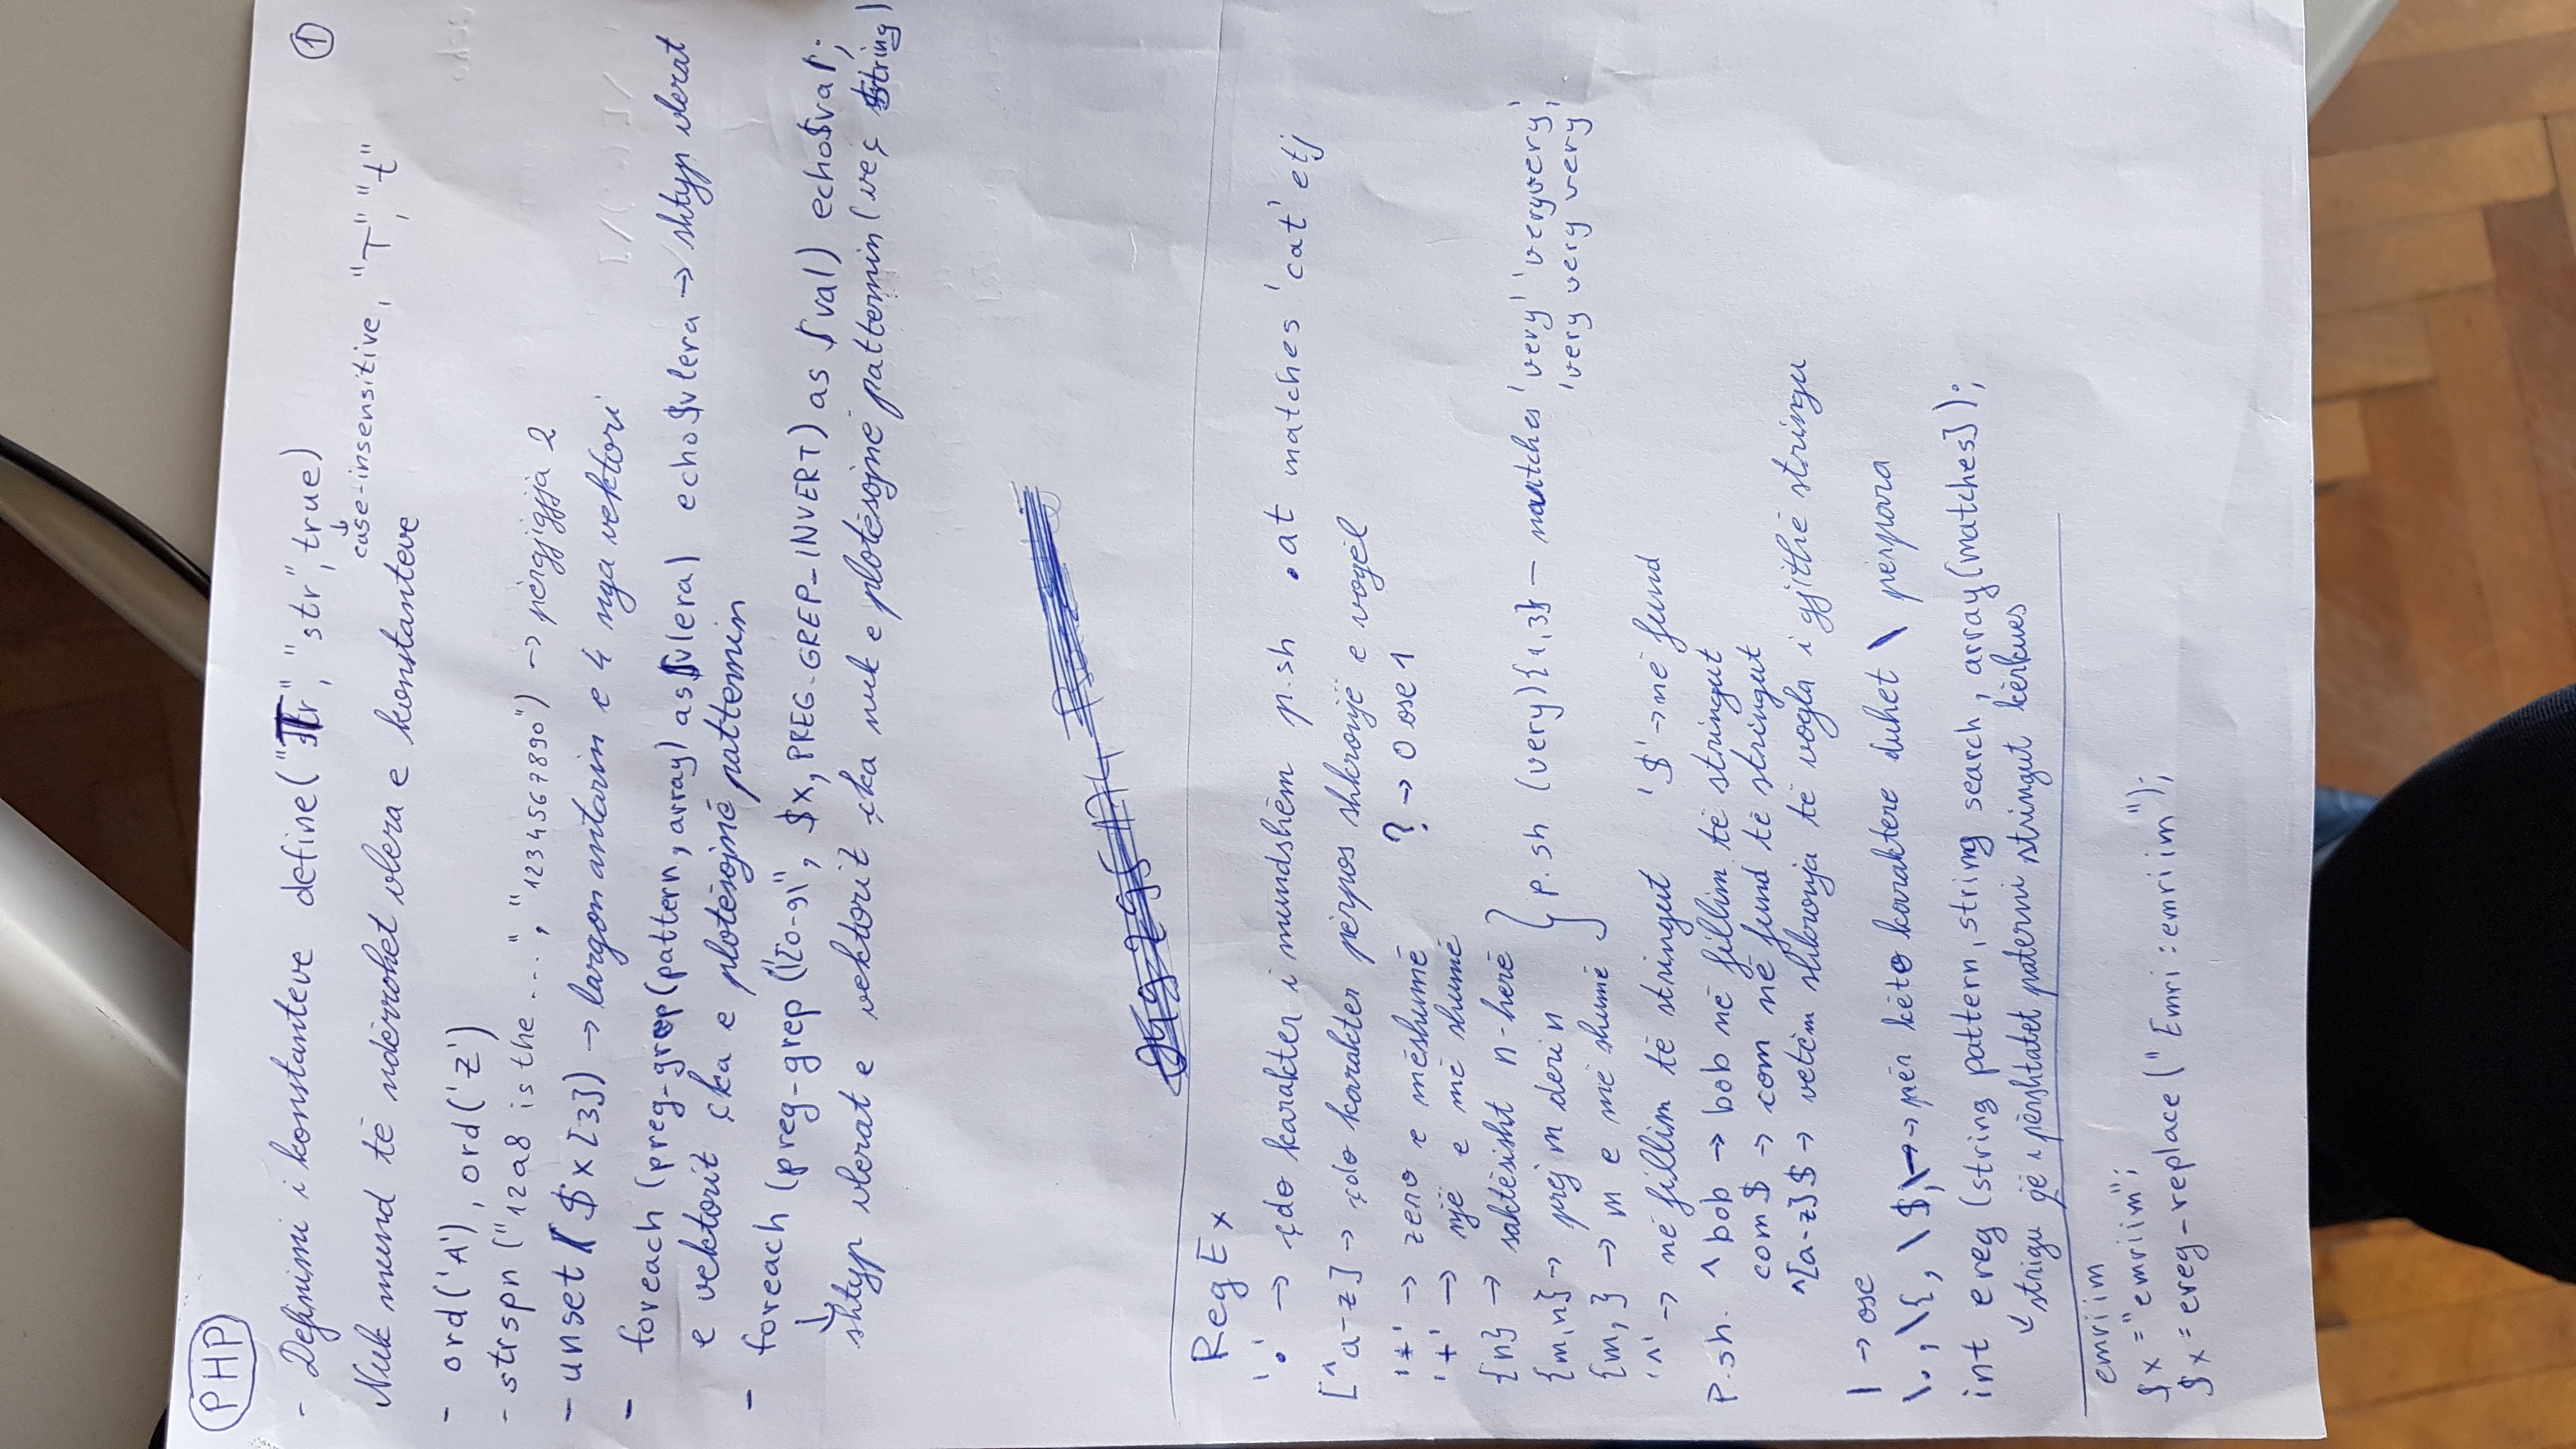 PHP
- Definimi i konstanteve define("Tr", "str", true)
1
case-insensitive, "T", "t"
Nuk mund të ndërrohet vlera e konstanteve
- ord('A'), ord('Z')
- strspn ("12a8 is the ...", "1234567890") → përgjigjja 2
- unset ($x[3]) → largon antarin e 4 nga vektori
- foreach (preg-grep(pattern, array) as $vlera) echo $vlera → shtyp vlerat
e vektorit çka e plotësojnë patternin
- foreach (preg-grep ("[0-9]", $x, PREG-GREP-INVERT) as $val) echo $val;
↓
shtyp vlerat e vektorit çka nuk e plotësojnë patternin (veç string)
RegEx
'.' → çdo karakter i mundshëm p.sh .at matches 'cat' etj
[^a-z] → çdo karakter përpos shkronjë e vogël
'*' → zero e mëshumë ? → 0 ose 1
'+' → një e më shumë
{n} → saktësisht n-herë
{m,n} → prej m deri n } p.sh (very){1,3} – matches 'very' 'veryvery',
'very very very'
{m, } → m e më shumë
'^' → në fillim të stringut '$' → në fund
P.sh. ^bob → bob në fillim të stringut
com$ → com në fund të stringut
^[a-z]$ → vetëm shkronja të vogla i gjithë stringu
| → ose
\., \{, \$, → për këto karaktere duhet \ përpara
int ereg (string pattern, string search, array[matches]);
↙ strigu që i përshtatet paterni stringut kërkues
emriim
$x = "emriim";
$x = ereg-replace ("Emri : emriim");